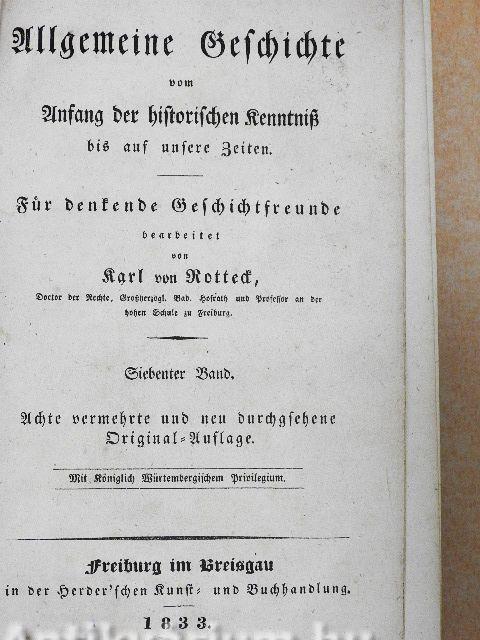 Allgemeine Geschichte
vom
Anfang der historischen Kenntniß
bis auf unsere Zeiten.
Für denkende Geschichtfreunde
bearbeitet
von
Karl von Rotteck,
Doctor der Rechte, Großherzogl. Bad. Hofrath und Professor an der
hohen Schule zu Freiburg.
Siebenter Band.
Achte vermehrte und neu durchgesehene
Original-Auflage.
Mit Königlich Würtembergischem Privilegium.
Freiburg im Breisgau
in der Herder'schen Kunst- und Buchhandlung.
1833.